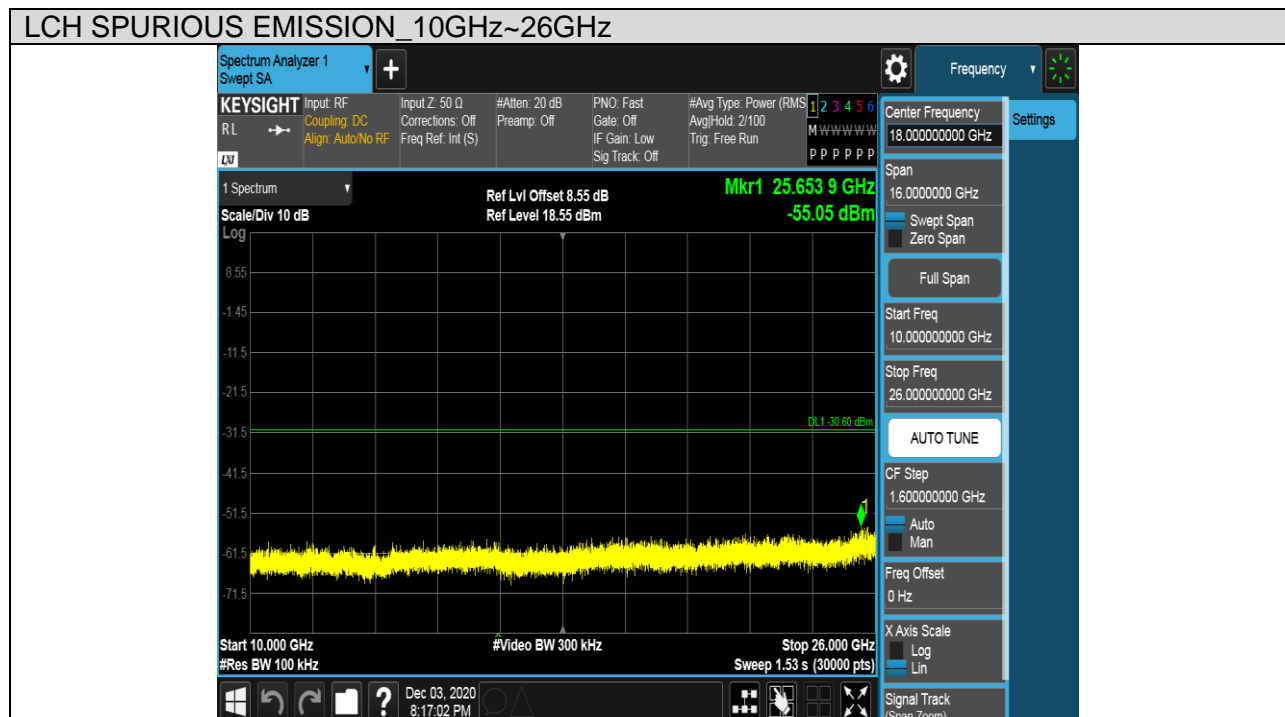 LCH SPURIOUS EMISSION_10GHz~26GHz
Spectrum Analyzer 1
Swept SA
+
Frequency
KEYSIGHT
RL
LXI
Input: RF
Coupling: DC
Align: Auto/No RF
Input Z: 50 Ω
Corrections: Off
Freq Ref: Int (S)
#Atten: 20 dB
Preamp: Off
PNO: Fast
Gate: Off
IF Gain: Low
Sig Track: Off
#Avg Type: Power (RMS
Avg|Hold: 2/100
Trig: Free Run
1 2 3 4 5 6
M W W W W W
P P P P P P
1 Spectrum
Scale/Div 10 dB
Ref Lvl Offset 8.55 dB
Ref Level 18.55 dBm
Mkr1 25.653 9 GHz
-55.05 dBm
Log
8.55
-1.45
-11.5
-21.5
-31.5
-41.5
-51.5
-61.5
-71.5
DL1 -30.60 dBm
1
Start 10.000 GHz
#Res BW 100 kHz
#Video BW 300 kHz
Stop 26.000 GHz
Sweep 1.53 s (30000 pts)
?
Dec 03, 2020
8:17:02 PM
Center Frequency
18.000000000 GHz
Span
16.0000000 GHz
Swept Span
Zero Span
Full Span
Start Freq
10.000000000 GHz
Stop Freq
26.000000000 GHz
AUTO TUNE
CF Step
1.600000000 GHz
Auto
Man
Freq Offset
0 Hz
X Axis Scale
Log
Lin
Signal Track
(Span Zoom)
Settings